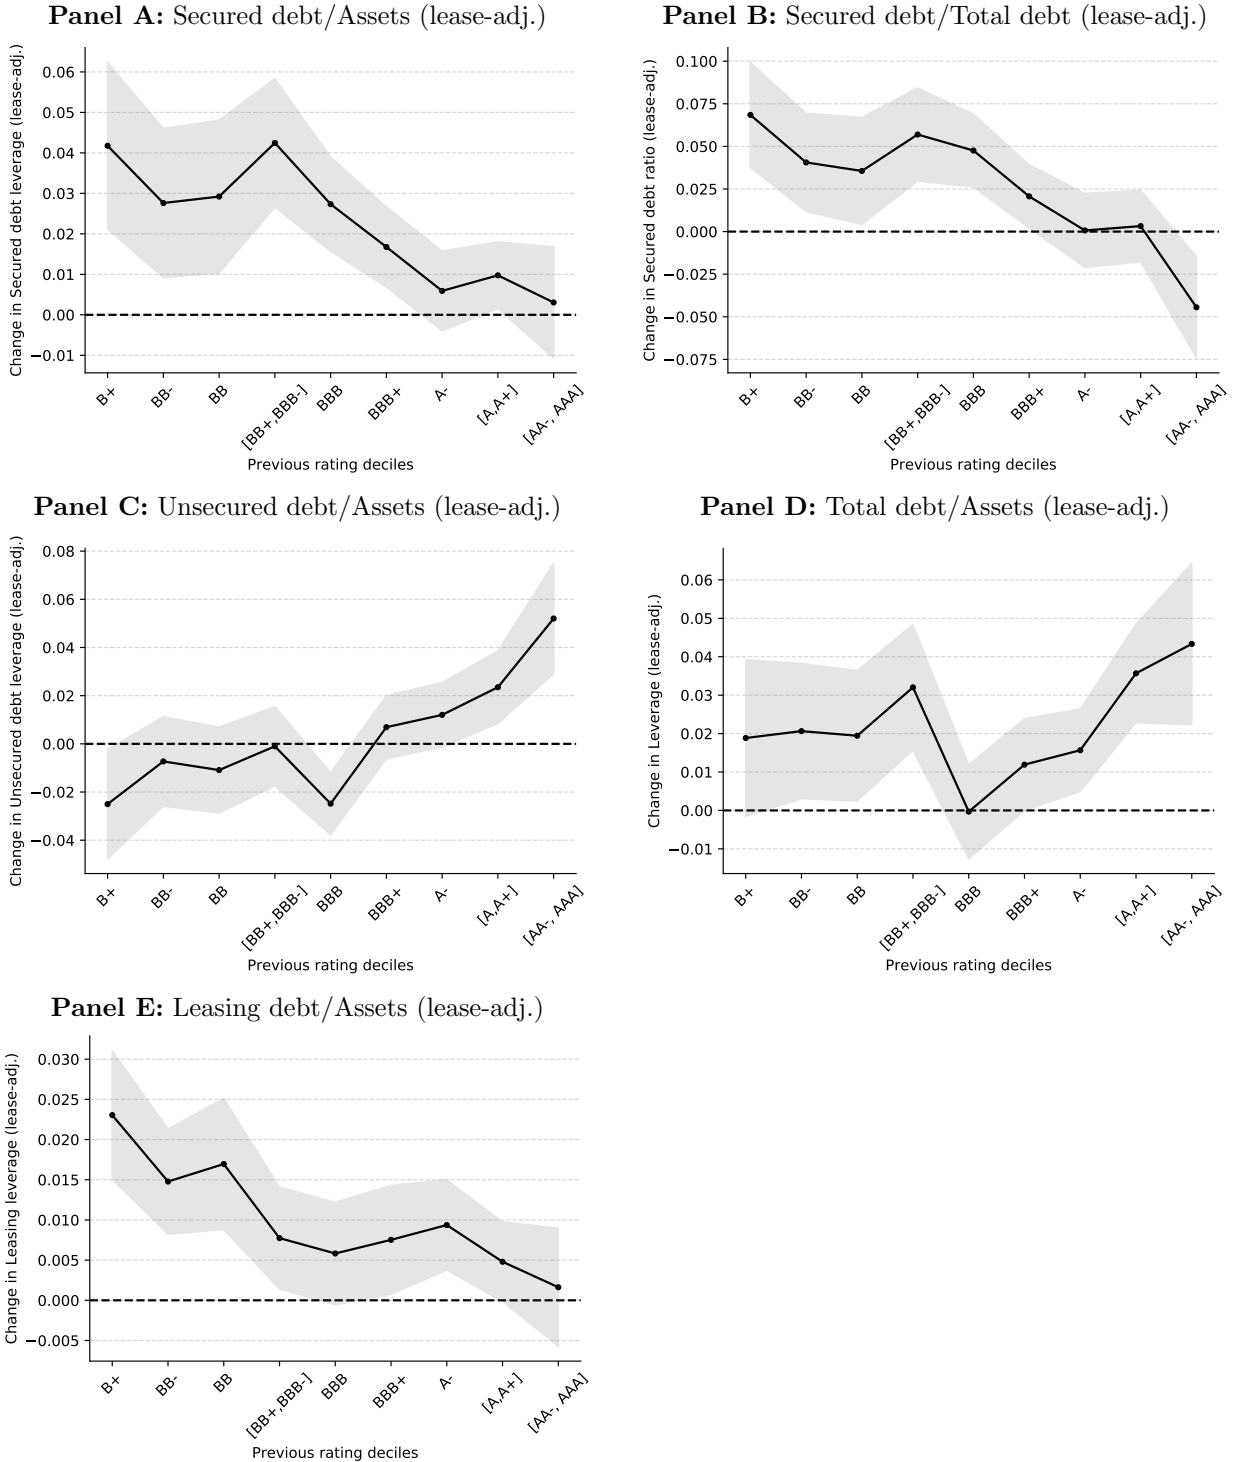 Panel A: Secured debt/Assets (lease-adj.)
Change in Secured debt leverage (lease-adj.)
0.06
0.05
0.04
0.03
0.02
0.01
0.00
−0.01
B+
BB-
BB
[BB+,BBB-]
BBB
BBB+
A-
[A,A+]
[AA-, AAA]
Previous rating deciles
Panel B: Secured debt/Total debt (lease-adj.)
Change in Secured debt ratio (lease-adj.)
0.100
0.075
0.050
0.025
0.000
−0.025
−0.050
−0.075
B+
BB-
BB
[BB+,BBB-]
BBB
BBB+
A-
[A,A+]
[AA-, AAA]
Previous rating deciles
Panel C: Unsecured debt/Assets (lease-adj.)
Change in Unsecured debt leverage (lease-adj.)
0.08
0.06
0.04
0.02
0.00
−0.02
−0.04
B+
BB-
BB
[BB+,BBB-]
BBB
BBB+
A-
[A,A+]
[AA-, AAA]
Previous rating deciles
Panel D: Total debt/Assets (lease-adj.)
Change in Leverage (lease-adj.)
0.06
0.05
0.04
0.03
0.02
0.01
0.00
−0.01
B+
BB-
BB
[BB+,BBB-]
BBB
BBB+
A-
[A,A+]
[AA-, AAA]
Previous rating deciles
Panel E: Leasing debt/Assets (lease-adj.)
Change in Leasing leverage (lease-adj.)
0.030
0.025
0.020
0.015
0.010
0.005
0.000
−0.005
B+
BB-
BB
[BB+,BBB-]
BBB
BBB+
A-
[A,A+]
[AA-, AAA]
Previous rating deciles